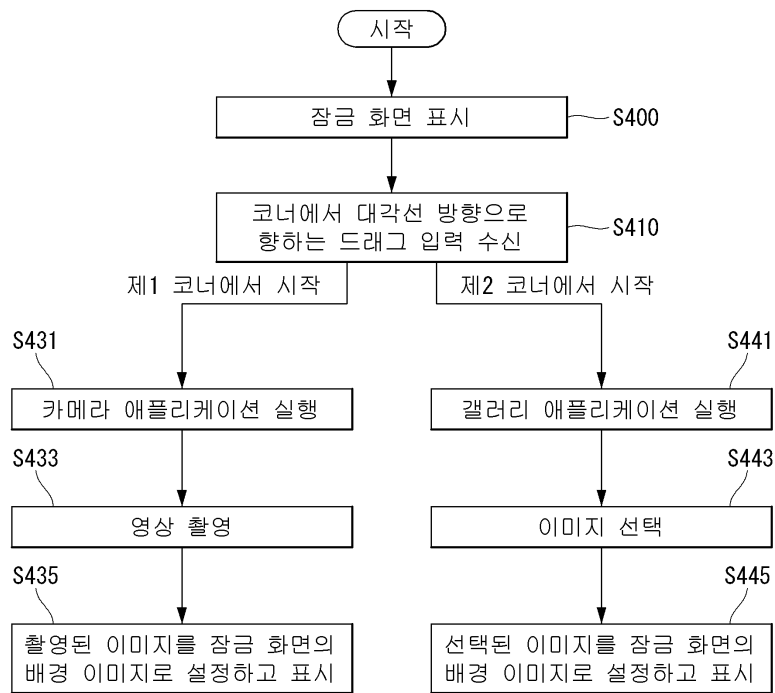 시작
잠금 화면 표시
S400
코너에서 대각선 방향으로
향하는 드래그 입력 수신
S410
제1 코너에서 시작
제2 코너에서 시작
S431
카메라 애플리케이션 실행
S441
갤러리 애플리케이션 실행
S433
영상 촬영
S443
이미지 선택
S435
촬영된 이미지를 잠금 화면의
배경 이미지로 설정하고 표시
S445
선택된 이미지를 잠금 화면의
배경 이미지로 설정하고 표시